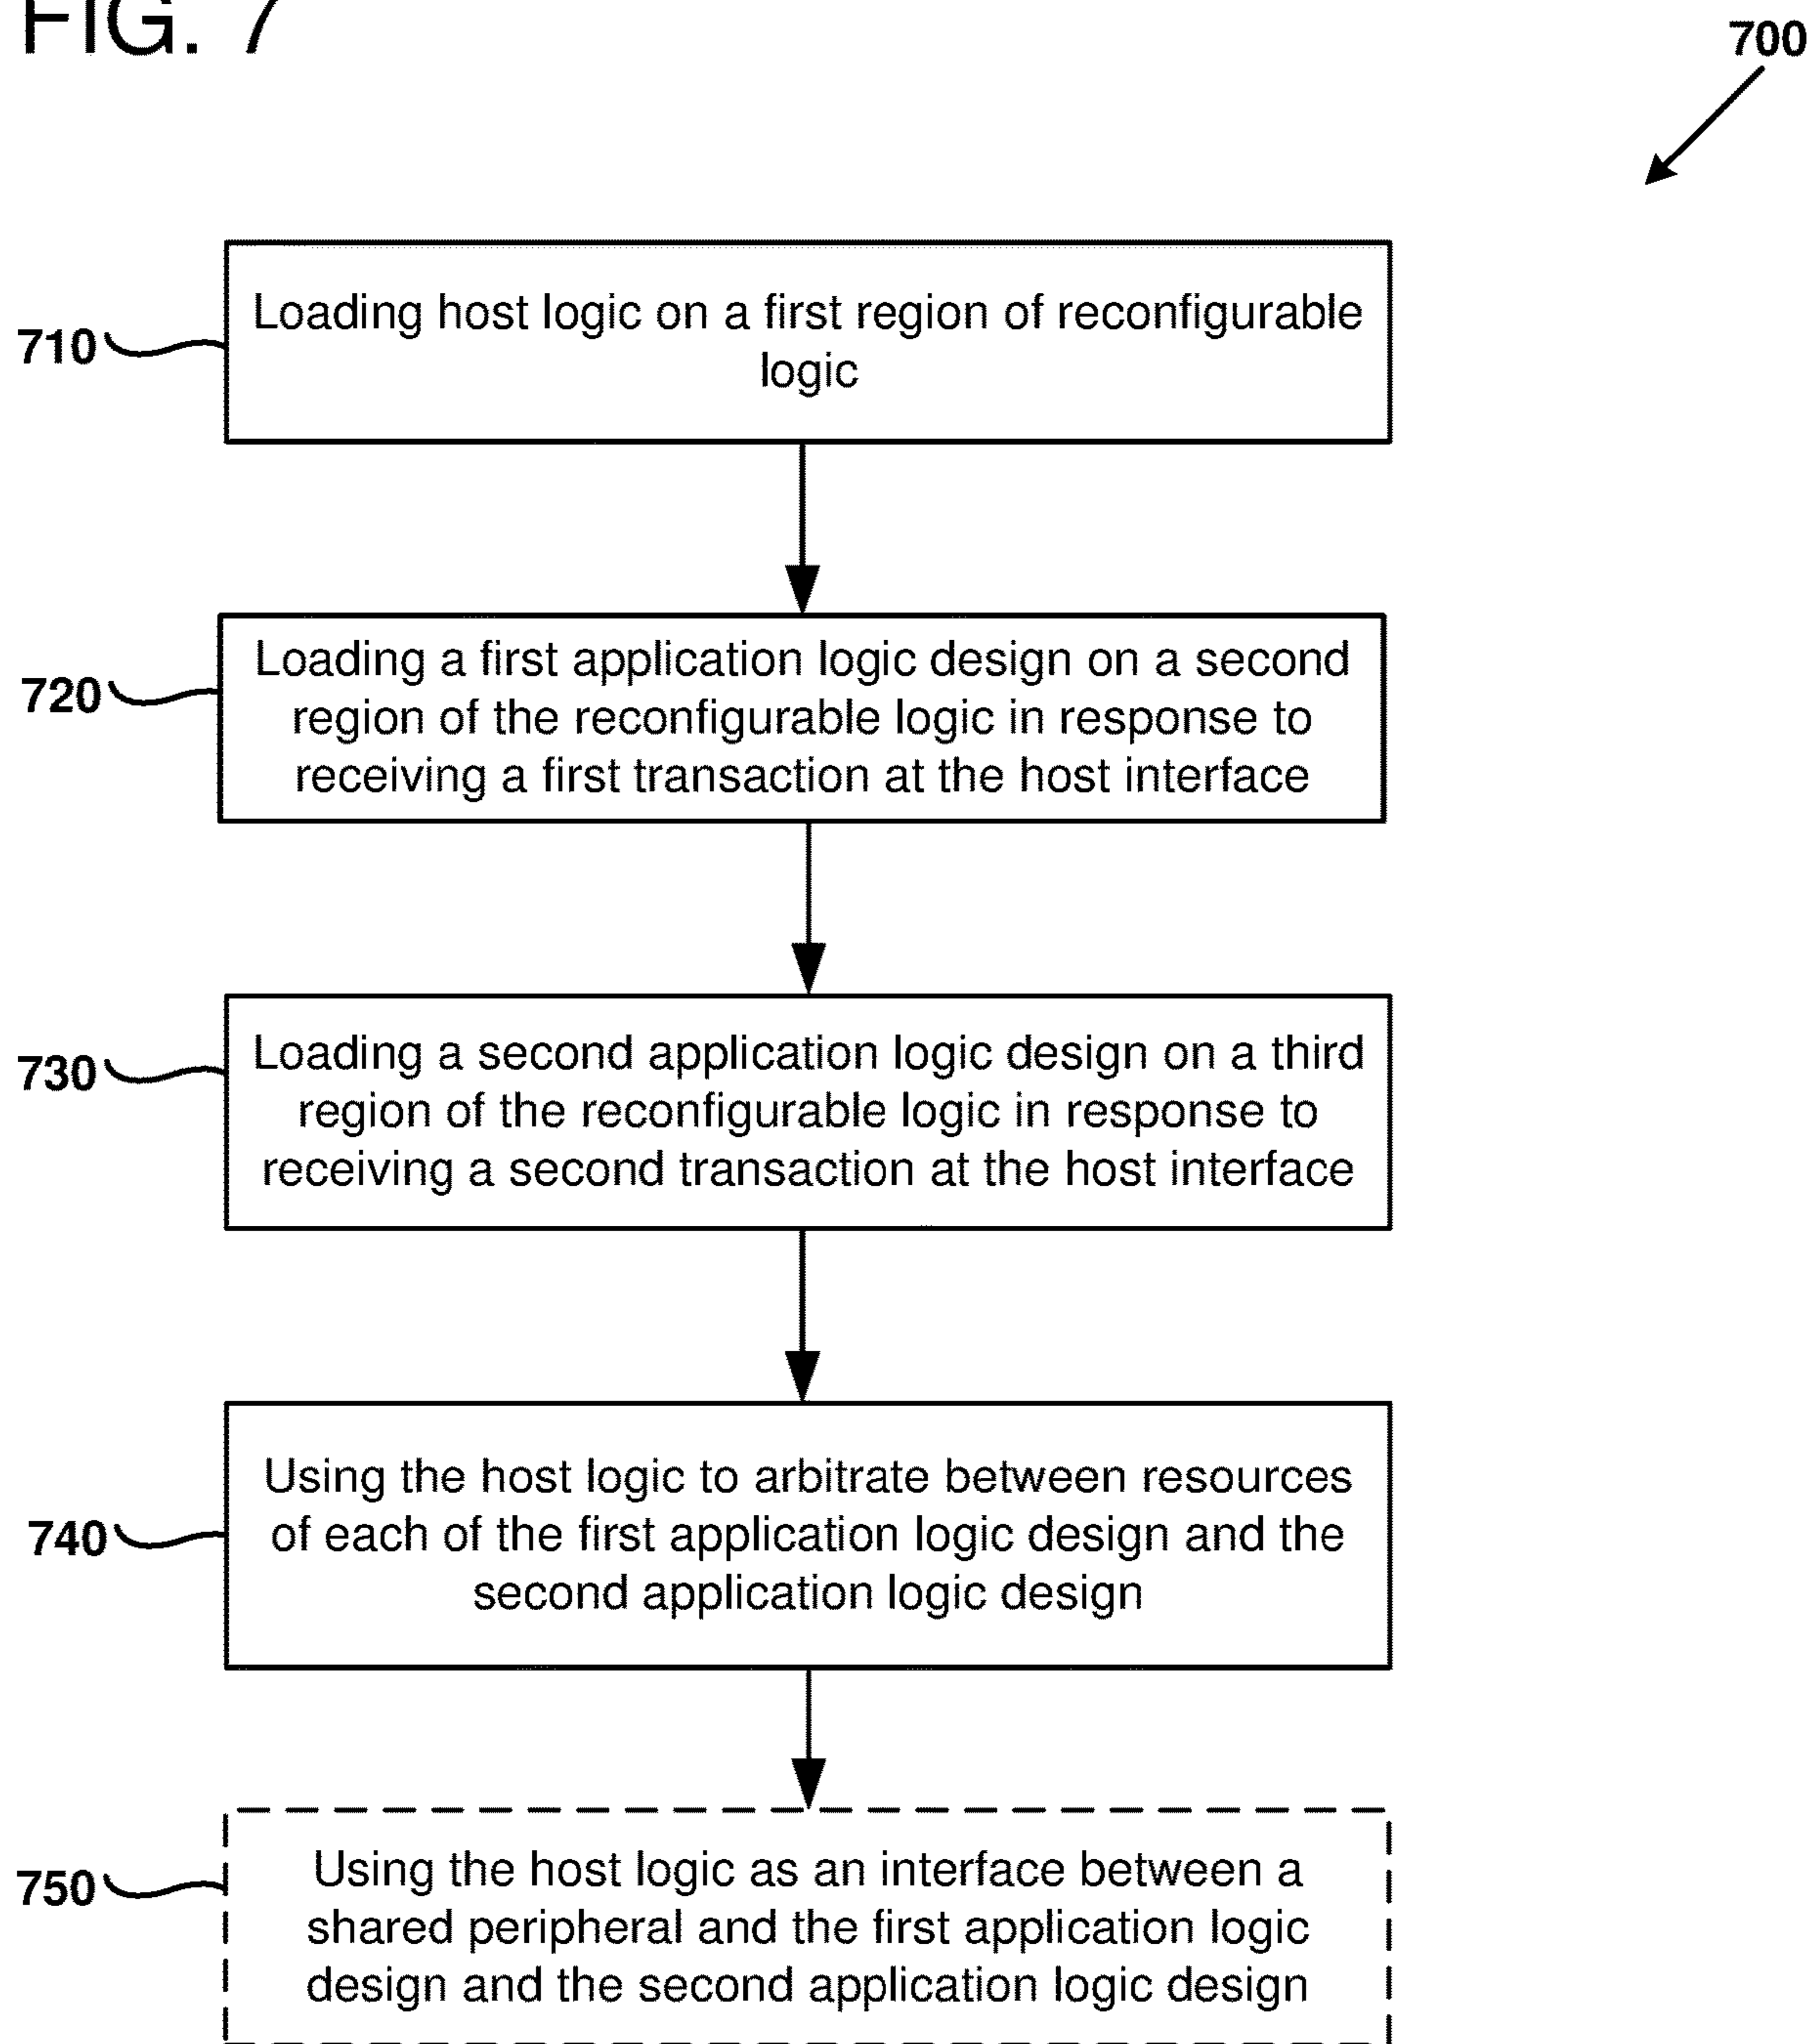 FIG. 7
700
710
Loading host logic on a first region of reconfigurable
logic
720
Loading a first application logic design on a second
region of the reconfigurable logic in response to
receiving a first transaction at the host interface
730
Loading a second application logic design on a third
region of the reconfigurable logic in response to
receiving a second transaction at the host interface
740
Using the host logic to arbitrate between resources
of each of the first application logic design and the
second application logic design
750
Using the host logic as an interface between a
shared peripheral and the first application logic
design and the second application logic design